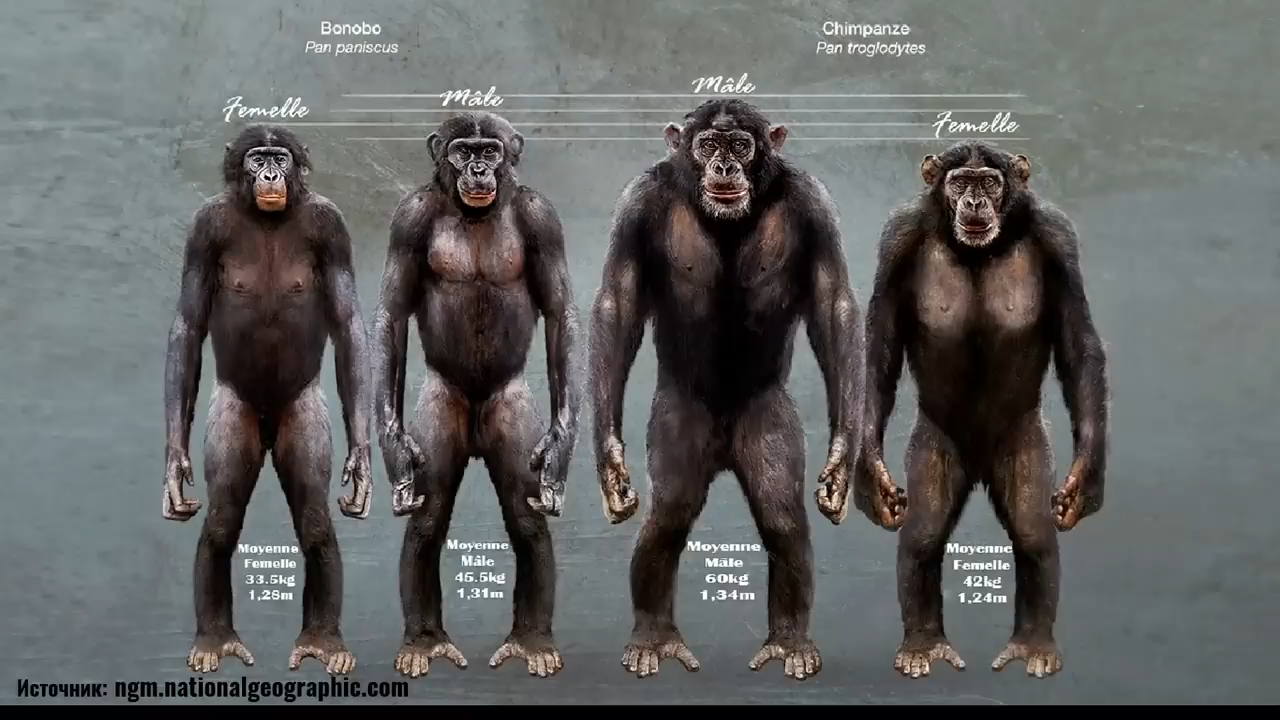 Bonobo
Pan paniscus
Chimpanze
Pan troglodytes
Femelle
Mâle
Mâle
Femelle
Moyenne
Femelle
33.5kg
1,28m
Moyenne
Mâle
45.5kg
1,31m
Moyenne
Mâle
60kg
1,34m
Moyenne
Femelle
42kg
1,24m
Источник: ngm.nationalgeographic.com